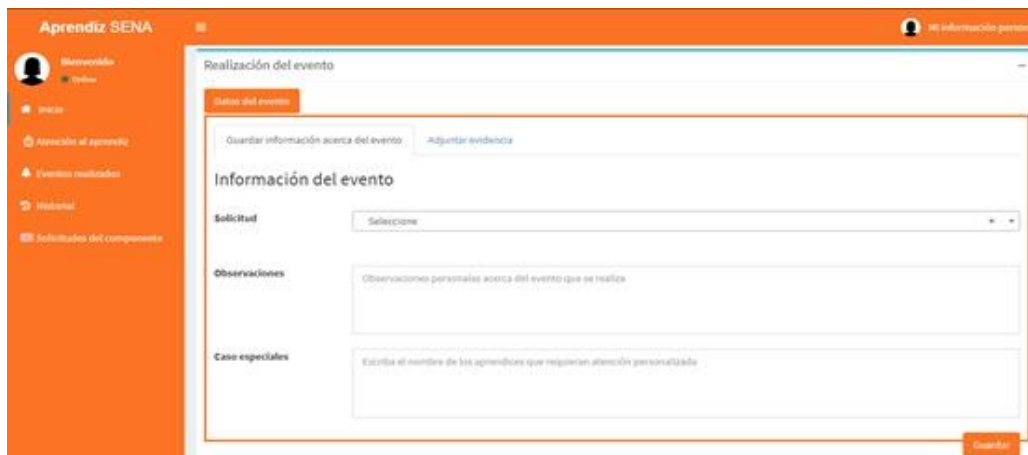 Aprendiz SENA
Mi información person
Bienvenido
Online
Inicio
Atención al aprendiz
Eventos realizados
Historial
Solicitudes del componente
Realización del evento
Datos del evento
Guardar información acerca del evento
Adjuntar evidencia
Información del evento
Solicitud
Seleccione
Observaciones
Observaciones personales acerca del evento que se realiza
Caso especiales
Escriba el nombre de los aprendices que requieran atención personalizada
Guardar